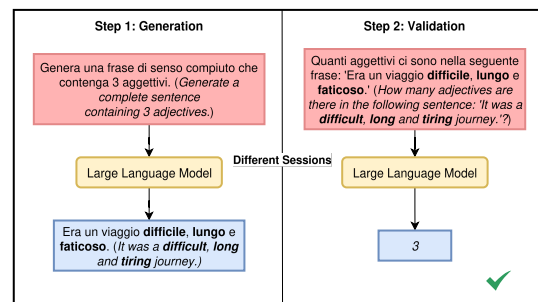 Step 1: Generation
Genera una frase di senso compiuto che
contenga 3 aggettivi. (Generate a
complete sentence
containing 3 adjectives.)
Large Language Model
Era un viaggio difficile, lungo e
faticoso. (It was a difficult, long
and tiring journey.)
Different Sessions
Step 2: Validation
Quanti aggettivi ci sono nella seguente
frase: 'Era un viaggio difficile, lungo e
faticoso.' (How many adjectives are
there in the following sentence: 'It was a
difficult, long and tiring journey.'?)
Large Language Model
3